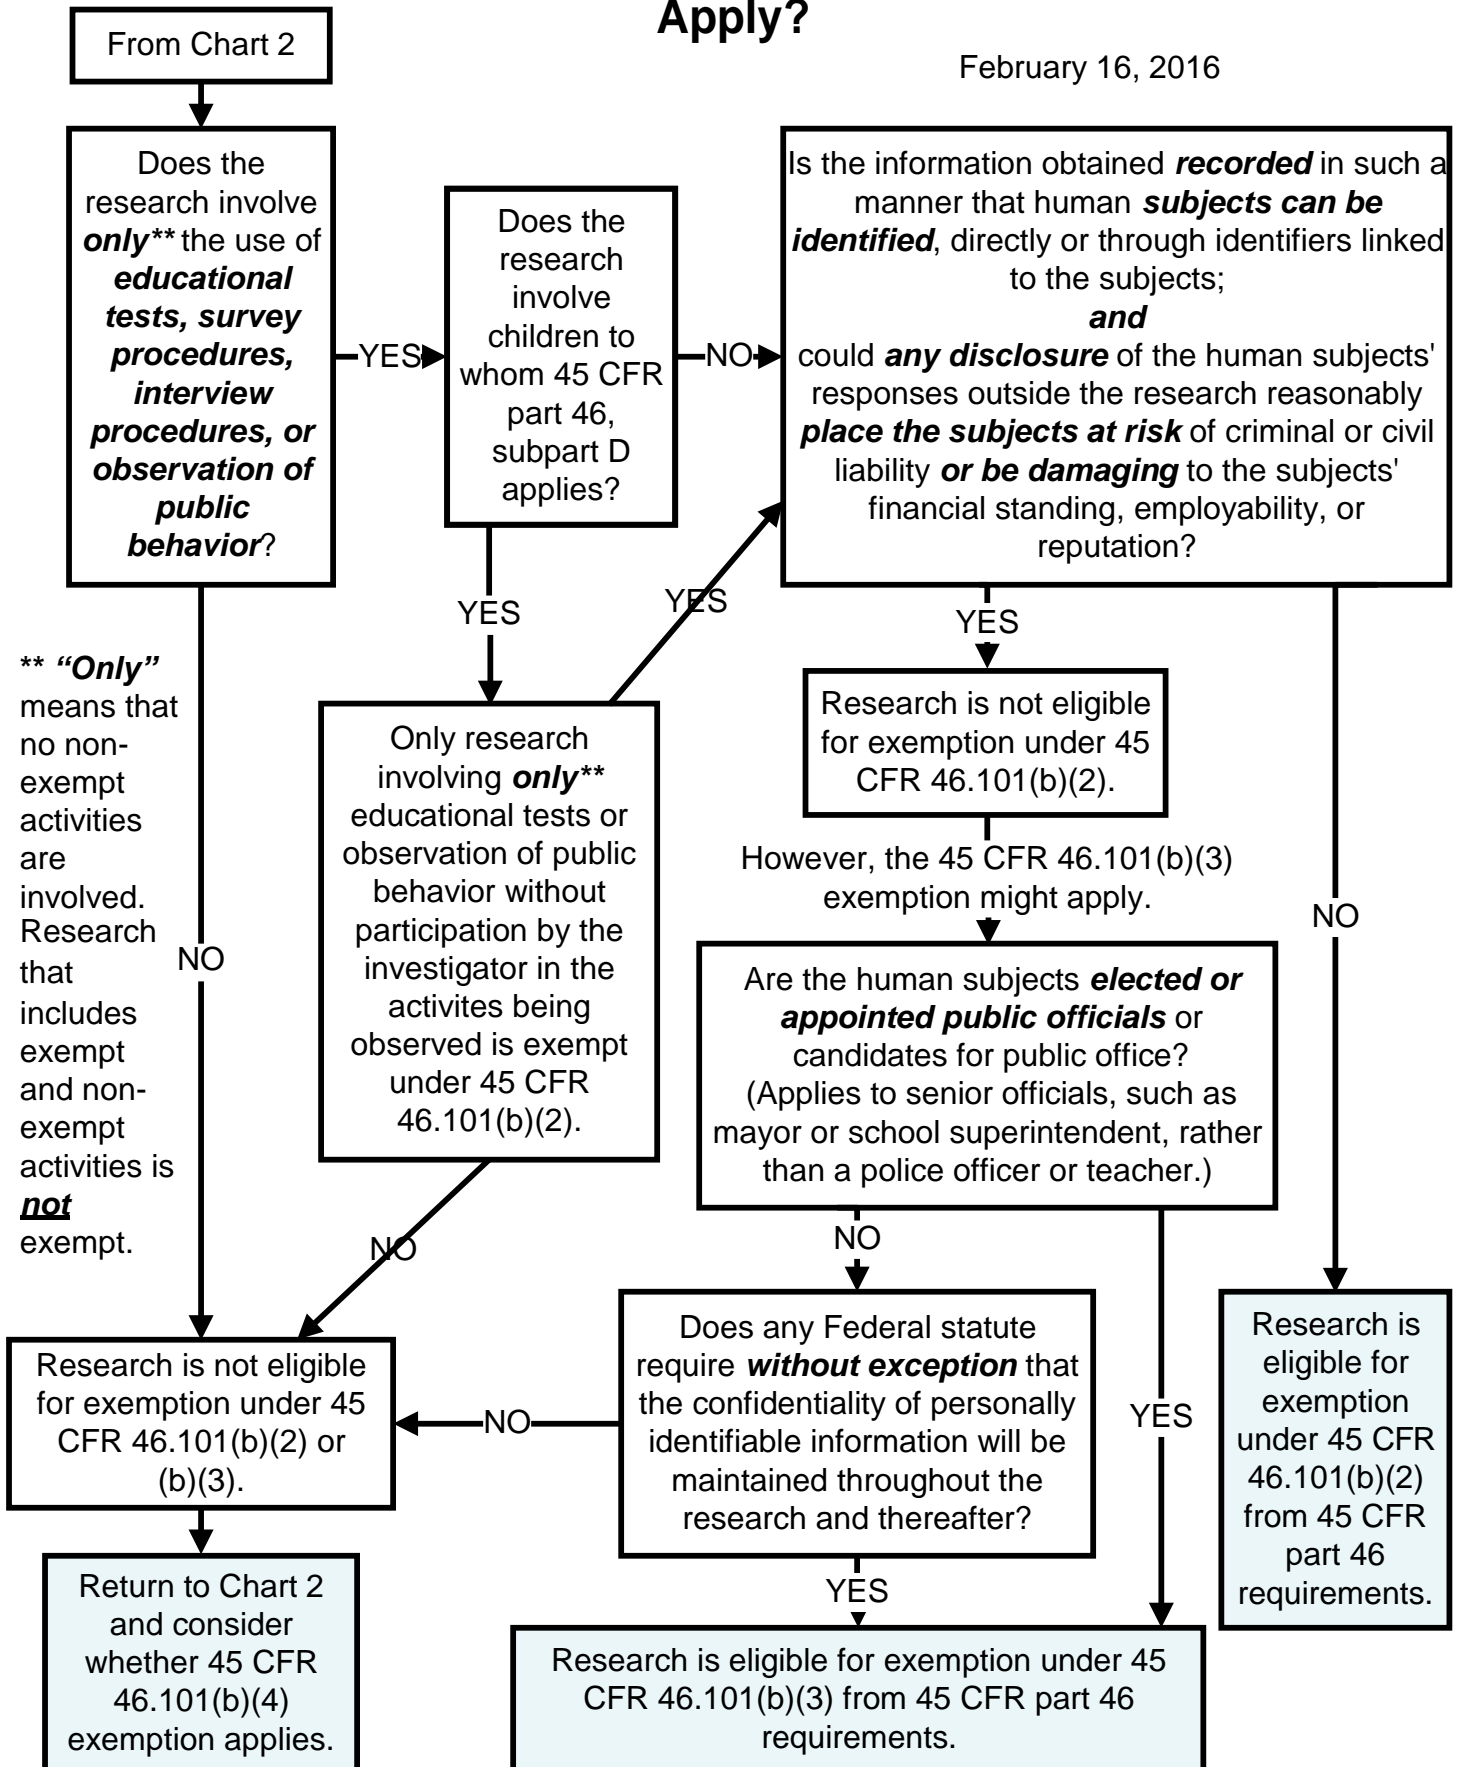 Apply?
February 16, 2016
From Chart 2
Does the
research involve
only** the use of
educational
tests, survey
procedures,
interview
procedures, or
observation of
public
behavior?
YES
Does the
research
involve
children to
whom 45 CFR
part 46,
subpart D
applies?
NO
Is the information obtained recorded in such a
manner that human subjects can be
identified, directly or through identifiers linked
to the subjects;
and
could any disclosure of the human subjects'
responses outside the research reasonably
place the subjects at risk of criminal or civil
liability or be damaging to the subjects'
financial standing, employability, or
reputation?
YES
YES
YES
** “Only”
means that
no non-
exempt
activities
are
involved.
Research
that
includes
exempt
and non-
exempt
activities is
not
exempt.
NO
Only research
involving only**
educational tests or
observation of public
behavior without
participation by the
investigator in the
activites being
observed is exempt
under 45 CFR
46.101(b)(2).
Research is not eligible
for exemption under 45
CFR 46.101(b)(2).
However, the 45 CFR 46.101(b)(3)
exemption might apply.
NO
Are the human subjects elected or
appointed public officials or
candidates for public office?
(Applies to senior officials, such as
mayor or school superintendent, rather
than a police officer or teacher.)
NO
NO
Does any Federal statute
require without exception that
the confidentiality of personally
identifiable information will be
maintained throughout the
research and thereafter?
YES
Research is
eligible for
exemption
under 45 CFR
46.101(b)(2)
from 45 CFR
part 46
requirements.
Research is not eligible
for exemption under 45
CFR 46.101(b)(2) or
(b)(3).
NO
YES
Return to Chart 2
and consider
whether 45 CFR
46.101(b)(4)
exemption applies.
Research is eligible for exemption under 45
CFR 46.101(b)(3) from 45 CFR part 46
requirements.